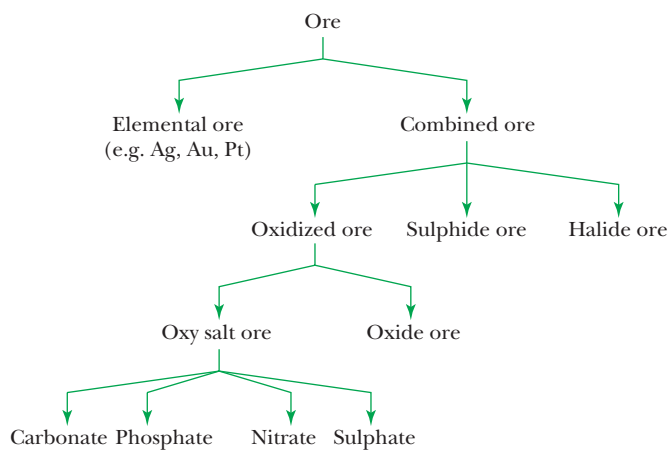 Ore
Elemental ore
(e.g. Ag, Au, Pt)
Combined ore
Oxidized ore
Sulphide ore
Halide ore
Oxy salt ore
Oxide ore
Carbonate
Phosphate
Nitrate
Sulphate